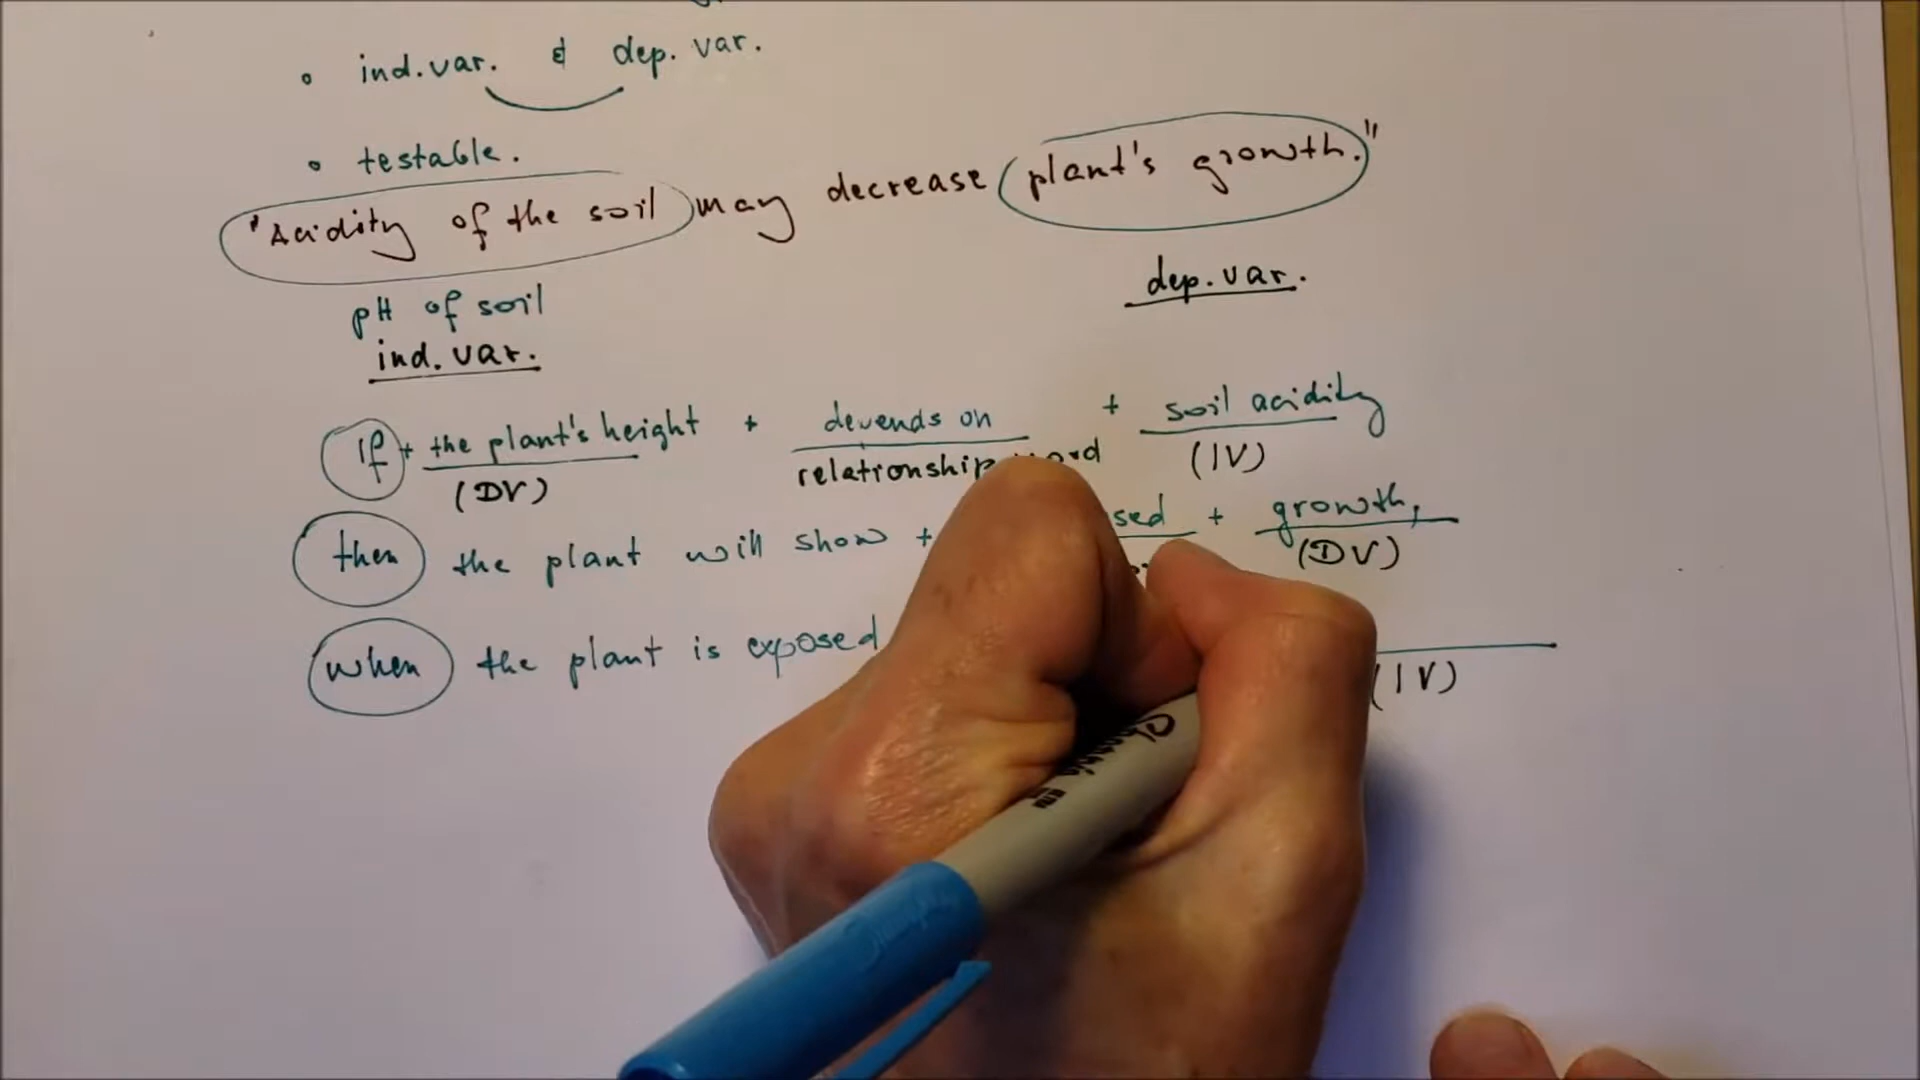 • ind.var. & dep. var.
• testable.
"Acidity of the soil may decrease plant's growth."
pH of soil
ind. var.
dep. var.
If + the plant's height + devends on + soil acidity
(DV) relationship (IV)
then the plant will show + growth,
(DV)
when the plant is exposed
(IV)
Sharpie